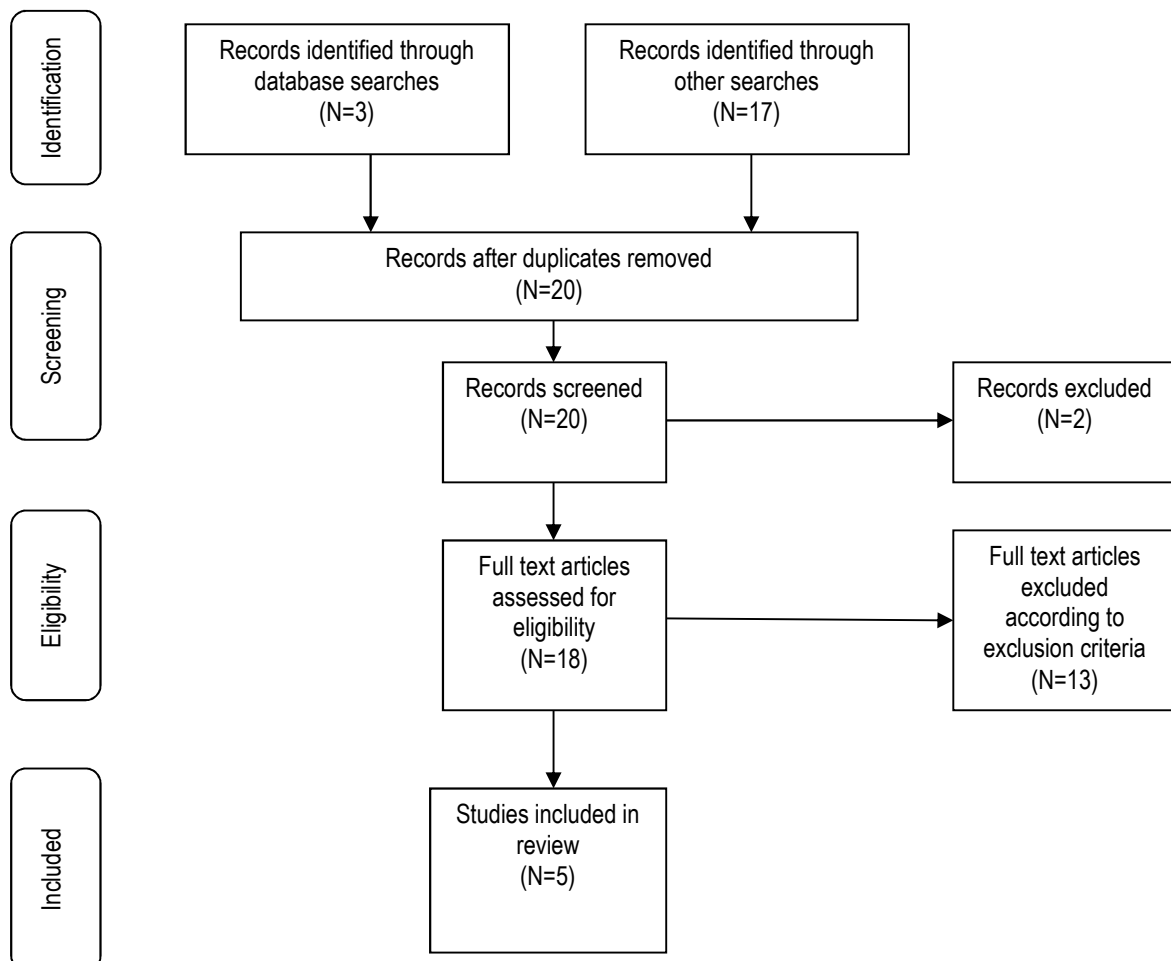 Identification
Records identified through
database searches
(N=3)
Records identified through
other searches
(N=17)
Screening
Records after duplicates removed
(N=20)
Records screened
(N=20)
Records excluded
(N=2)
Eligibility
Full text articles
assessed for
eligibility
(N=18)
Full text articles
excluded
according to
exclusion criteria
(N=13)
Included
Studies included in
review
(N=5)